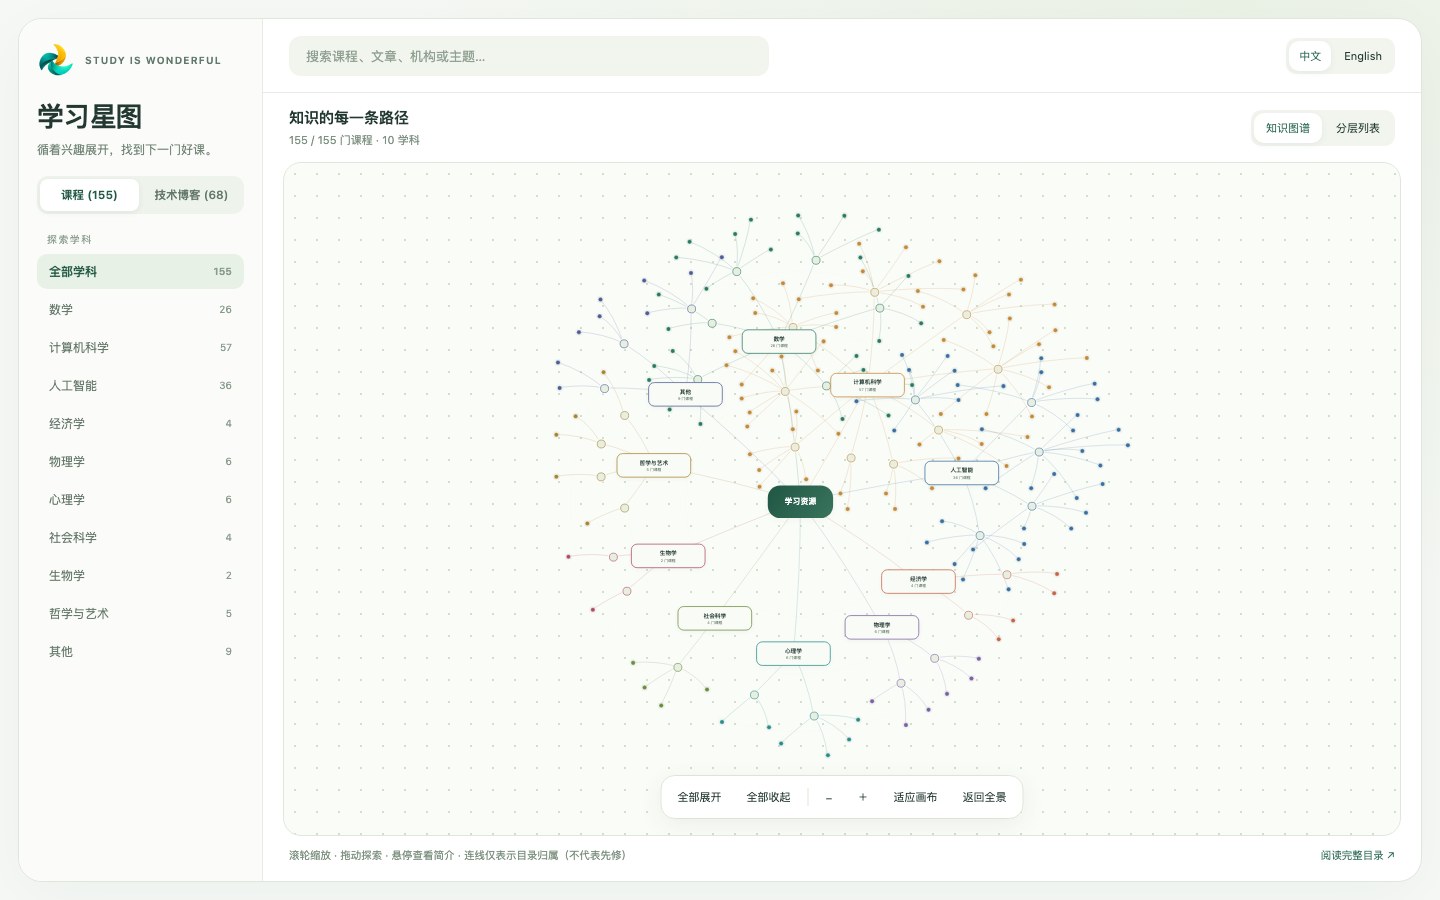 STUDY IS WONDERFUL
学习星图
循着兴趣展开，找到下一门好课。
课程 (155)
技术博客 (68)
探索学科
全部学科 155
数学 26
计算机科学 57
人工智能 36
经济学 4
物理学 6
心理学 6
社会科学 4
生物学 2
哲学与艺术 5
其他 9
搜索课程、文章、机构或主题...
中文
English
知识的每一条路径
155 / 155 门课程 · 10 学科
知识图谱
分层列表
数学
计算机科学
其他
哲学与艺术
人工智能
学习资源
生物学
经济学
社会科学
物理学
心理学
全部展开
全部收起
−
+
适应画布
返回全景
滚轮缩放 · 拖动探索 · 悬停查看简介 · 连线仅表示目录归属（不代表先修）
阅读完整目录 ↗